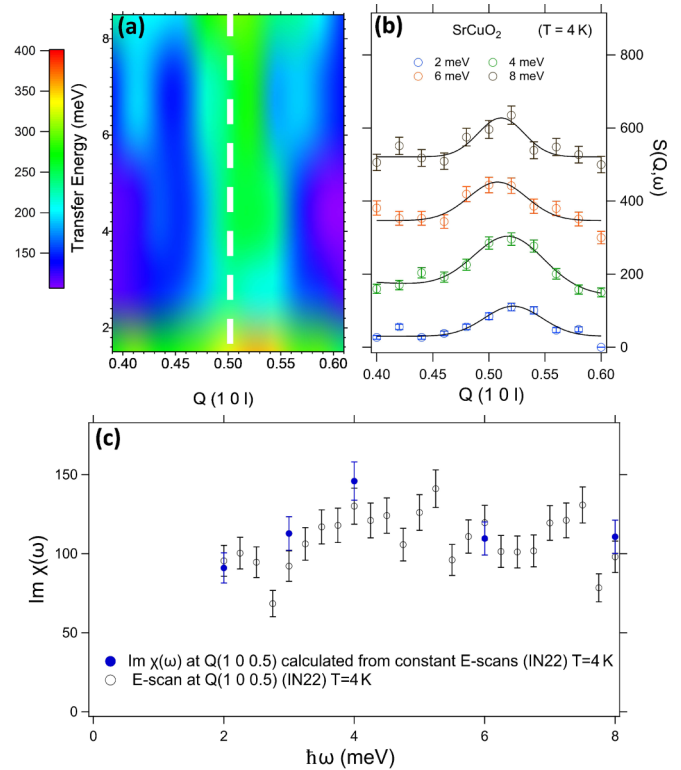 (a)
400
350
300
250
200
150
Transfer Energy (meV)
8
6
4
2
0.40
0.45
0.50
0.55
0.60
Q (1 0 l)
(b)
SrCuO2 (T = 4 K)
2 meV 4 meV
6 meV 8 meV
800
600
400
200
0
S(Q,ω)
0.40
0.45
0.50
0.55
0.60
Q (1 0 l)
(c)
150
100
50
0
Im χ(ω)
Im χ(ω) at Q(1 0 0.5) calculated from constant E-scans (IN22) T=4 K
E-scan at Q(1 0 0.5) (IN22) T=4 K
0
2
4
6
8
ħω (meV)